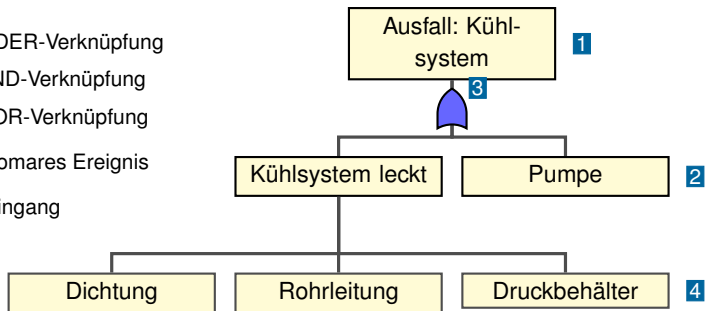 DER-Verknüpfung
ND-Verknüpfung
OR-Verknüpfung
omares Ereignis
ingang
Ausfall: Kühl-
system
1
3
Kühlsystem leckt
Pumpe
2
Dichtung
Rohrleitung
Druckbehälter
4